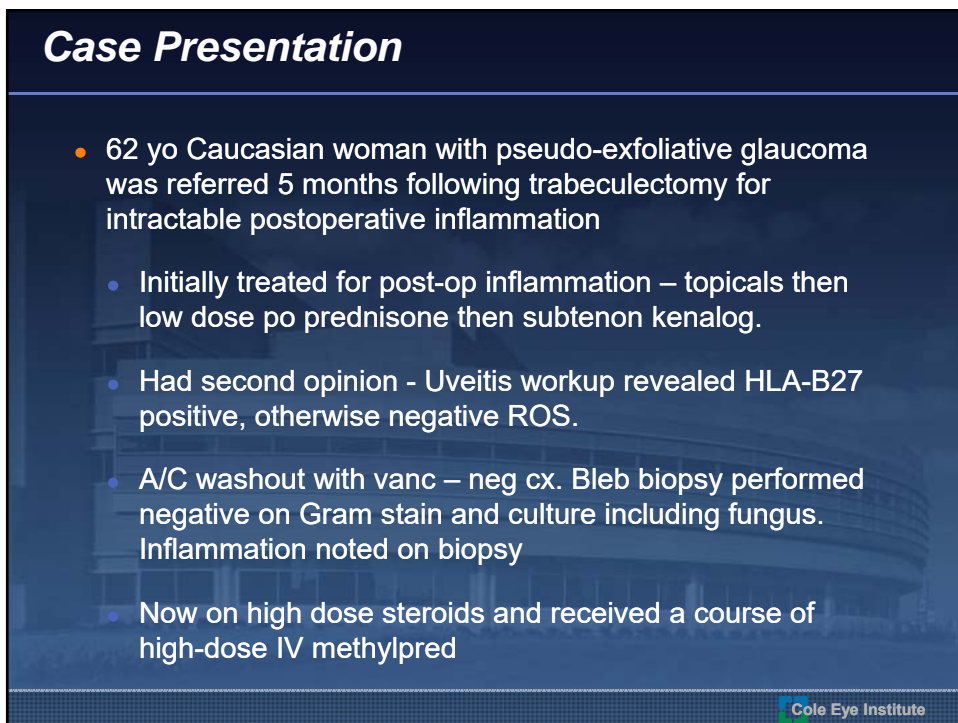 Case Presentation
62 yo Caucasian woman with pseudo-exfoliative glaucoma
was referred 5 months following trabeculectomy for
intractable postoperative inflammation
Initially treated for post-op inflammation – topicals then
low dose po prednisone then subtenon kenalog.
Had second opinion - Uveitis workup revealed HLA-B27
positive, otherwise negative ROS.
A/C washout with vanc – neg cx. Bleb biopsy performed
negative on Gram stain and culture including fungus.
Inflammation noted on biopsy
Now on high dose steroids and received a course of
high-dose IV methylpred
Cole Eye Institute